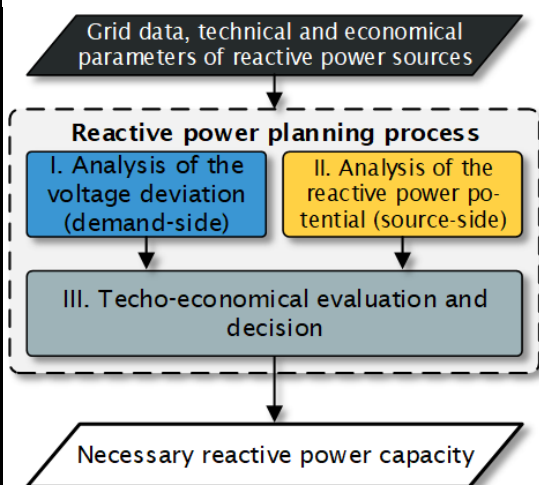 Grid data, technical and economical
parameters of reactive power sources
Reactive power planning process
I. Analysis of the
voltage deviation
(demand-side)
II. Analysis of the
reactive power po-
tential (source-side)
III. Techo-economical evaluation and
decision
Necessary reactive power capacity